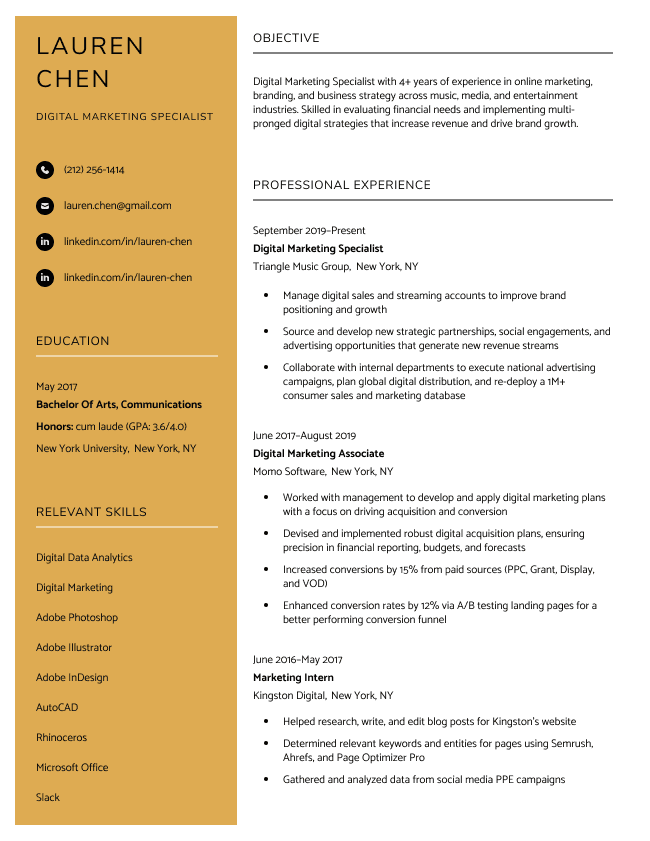 LAUREN
CHEN
DIGITAL MARKETING SPECIALIST
(212) 256-1414
lauren.chen@gmail.com
linkedin.com/in/lauren-chen
linkedin.com/in/lauren-chen
EDUCATION
May 2017
Bachelor Of Arts, Communications
Honors: cum laude (GPA: 3.6/4.0)
New York University, New York, NY
RELEVANT SKILLS
Digital Data Analytics
Digital Marketing
Adobe Photoshop
Adobe Illustrator
Adobe InDesign
AutoCAD
Rhinoceros
Microsoft Office
Slack
OBJECTIVE
Digital Marketing Specialist with 4+ years of experience in online marketing,
branding, and business strategy across music, media, and entertainment
industries. Skilled in evaluating financial needs and implementing multi-
pronged digital strategies that increase revenue and drive brand growth.
PROFESSIONAL EXPERIENCE
September 2019–Present
Digital Marketing Specialist
Triangle Music Group, New York, NY
• Manage digital sales and streaming accounts to improve brand
positioning and growth
• Source and develop new strategic partnerships, social engagements, and
advertising opportunities that generate new revenue streams
• Collaborate with internal departments to execute national advertising
campaigns, plan global digital distribution, and re-deploy a 1M+
consumer sales and marketing database
June 2017–August 2019
Digital Marketing Associate
Momo Software, New York, NY
• Worked with management to develop and apply digital marketing plans
with a focus on driving acquisition and conversion
• Devised and implemented robust digital acquisition plans, ensuring
precision in financial reporting, budgets, and forecasts
• Increased conversions by 15% from paid sources (PPC, Grant, Display,
and VOD)
• Enhanced conversion rates by 12% via A/B testing landing pages for a
better performing conversion funnel
June 2016–May 2017
Marketing Intern
Kingston Digital, New York, NY
• Helped research, write, and edit blog posts for Kingston's website
• Determined relevant keywords and entities for pages using Semrush,
Ahrefs, and Page Optimizer Pro
• Gathered and analyzed data from social media PPE campaigns